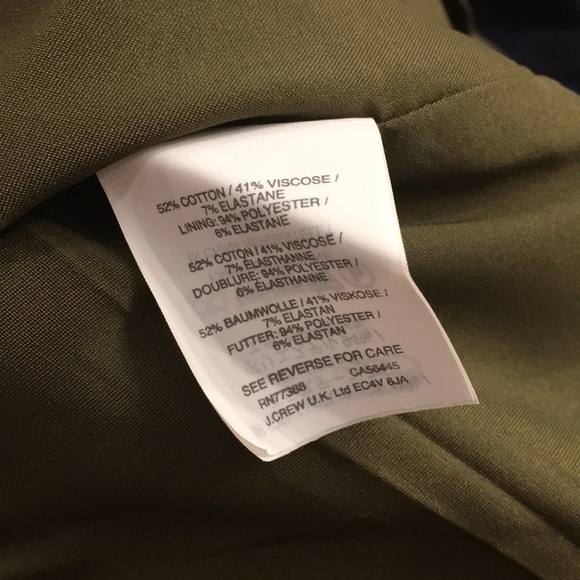 52% COTTON / 41% VISCOSE /
7% ELASTANE
LINING: 94% POLYESTER /
6% ELASTANE
52% COTON / 41% VISCOSE /
7% ELASTHANNE
DOUBLURE: 94% POLYESTER /
6% ELASTHANNE
52% BAUMWOLLE / 41% VISKOSE /
7% ELASTAN
FUTTER: 94% POLYESTER /
6% ELASTAN
SEE REVERSE FOR CARE
RN77388 CA56445
J.CREW U.K. Ltd EC4V 6JA